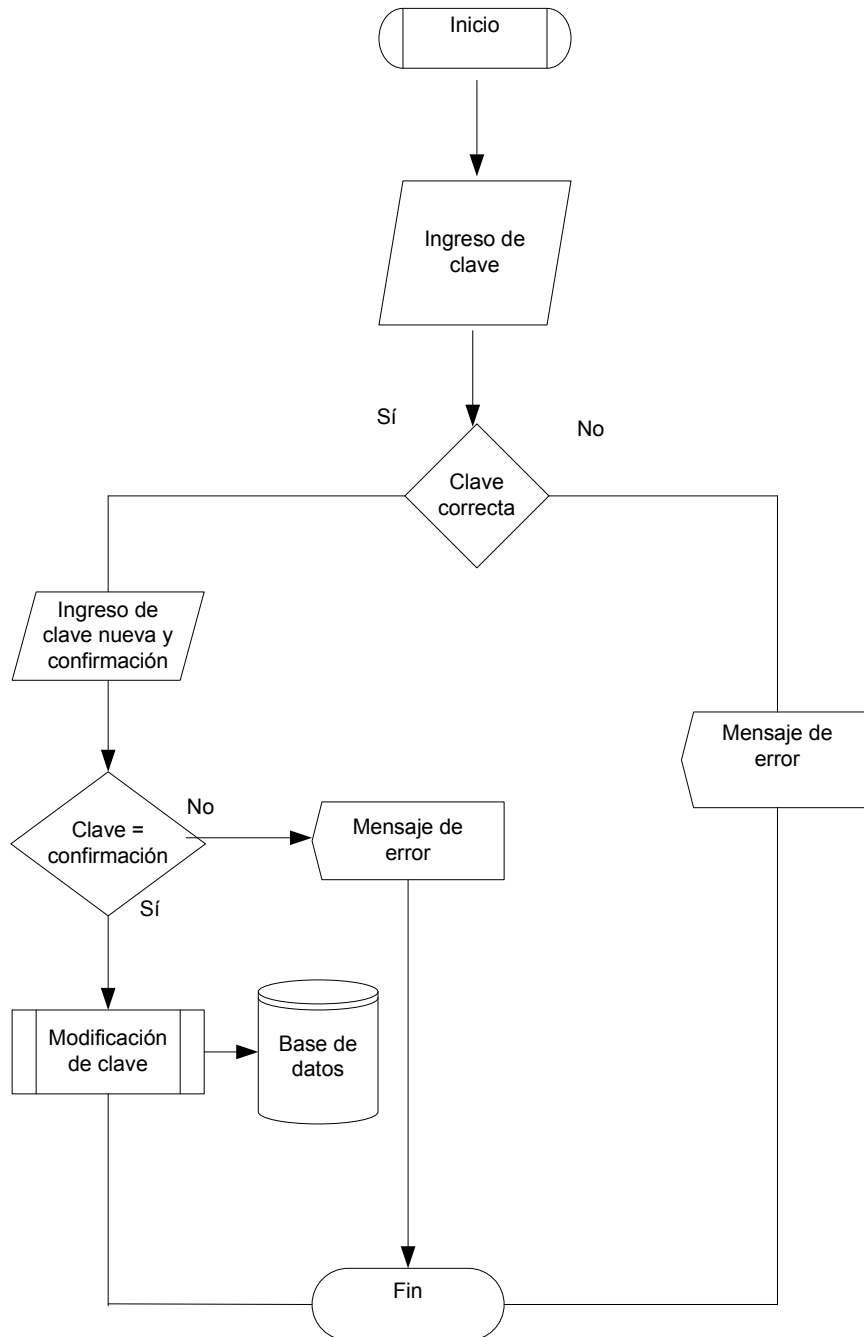 Inicio
Ingreso de
clave
Sí
No
Clave
correcta
Ingreso de
clave nueva y
confirmación
Mensaje de
error
No
Clave =
confirmación
Mensaje de
error
Sí
Modificación
de clave
Base de
datos
Fin